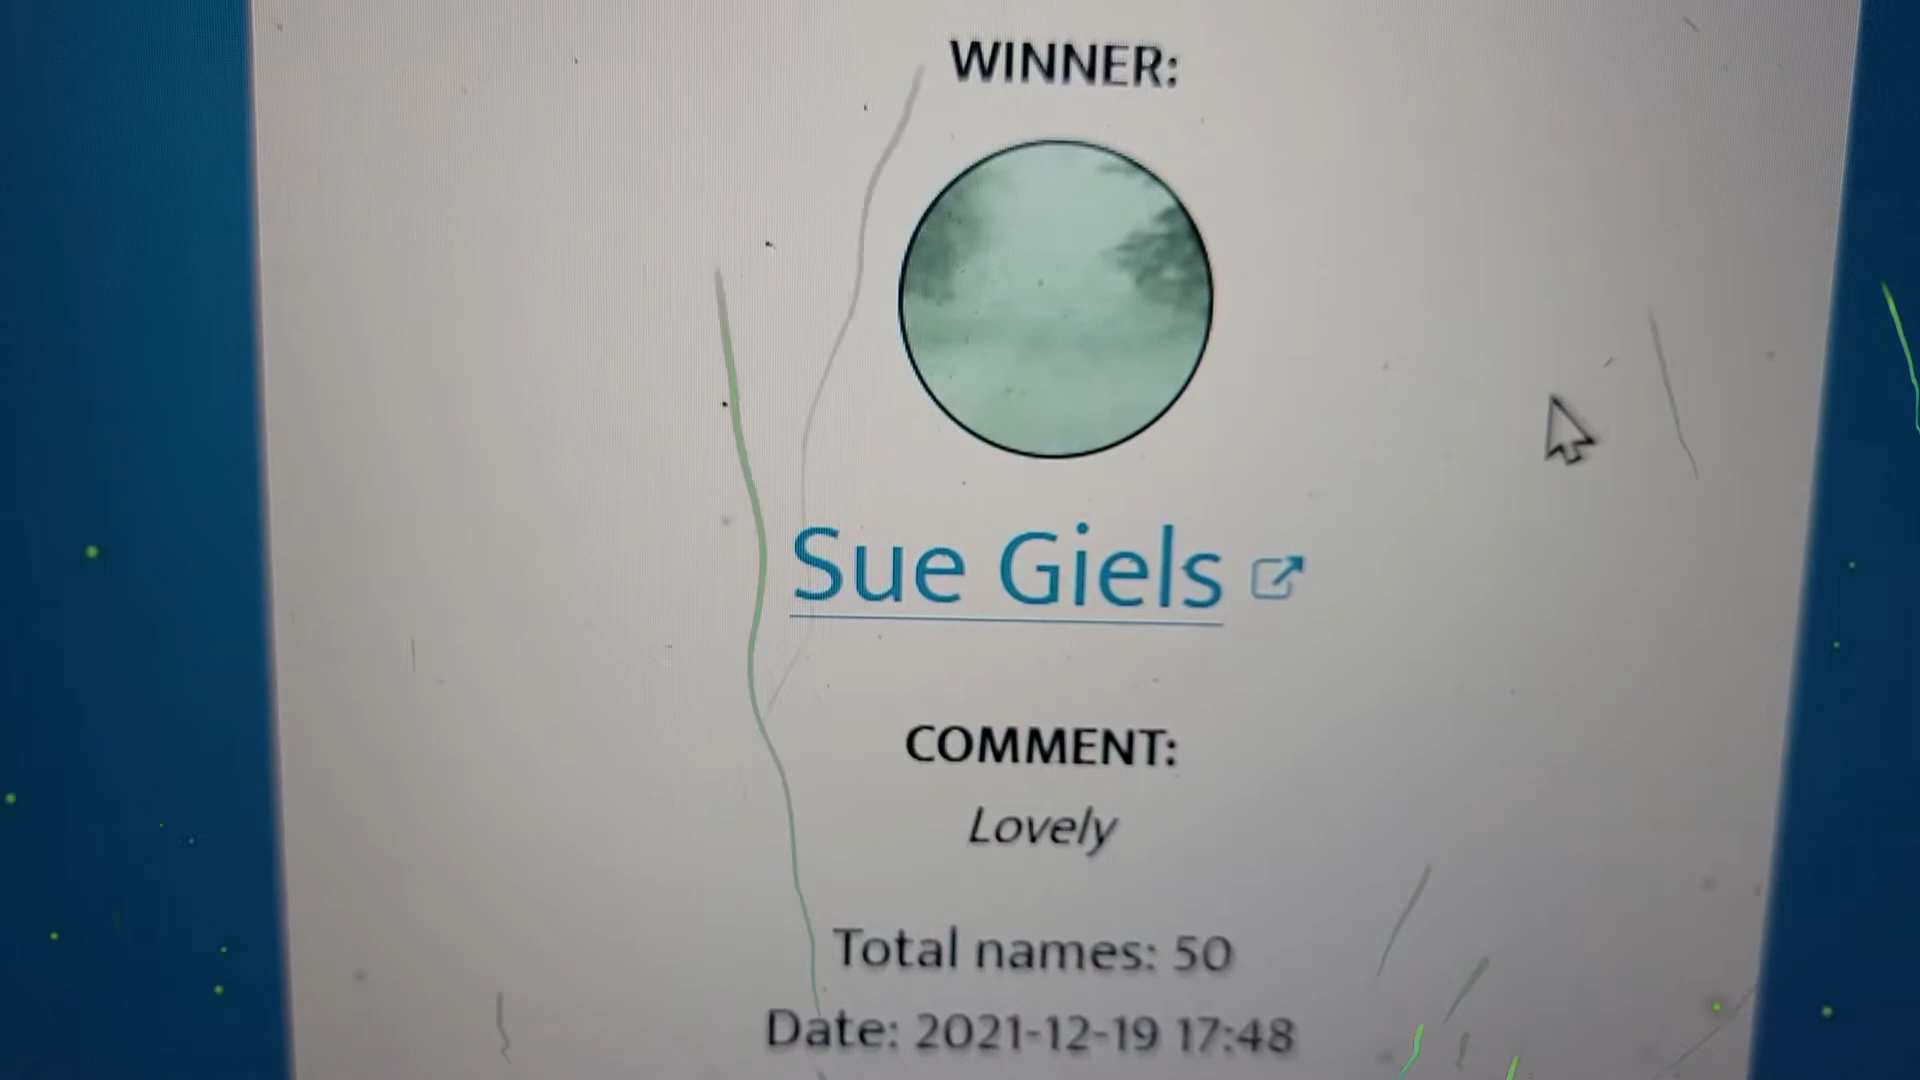 WINNER:
Sue Giels
COMMENT:
Lovely
Total names: 50
Date: 2021-12-19 17:48